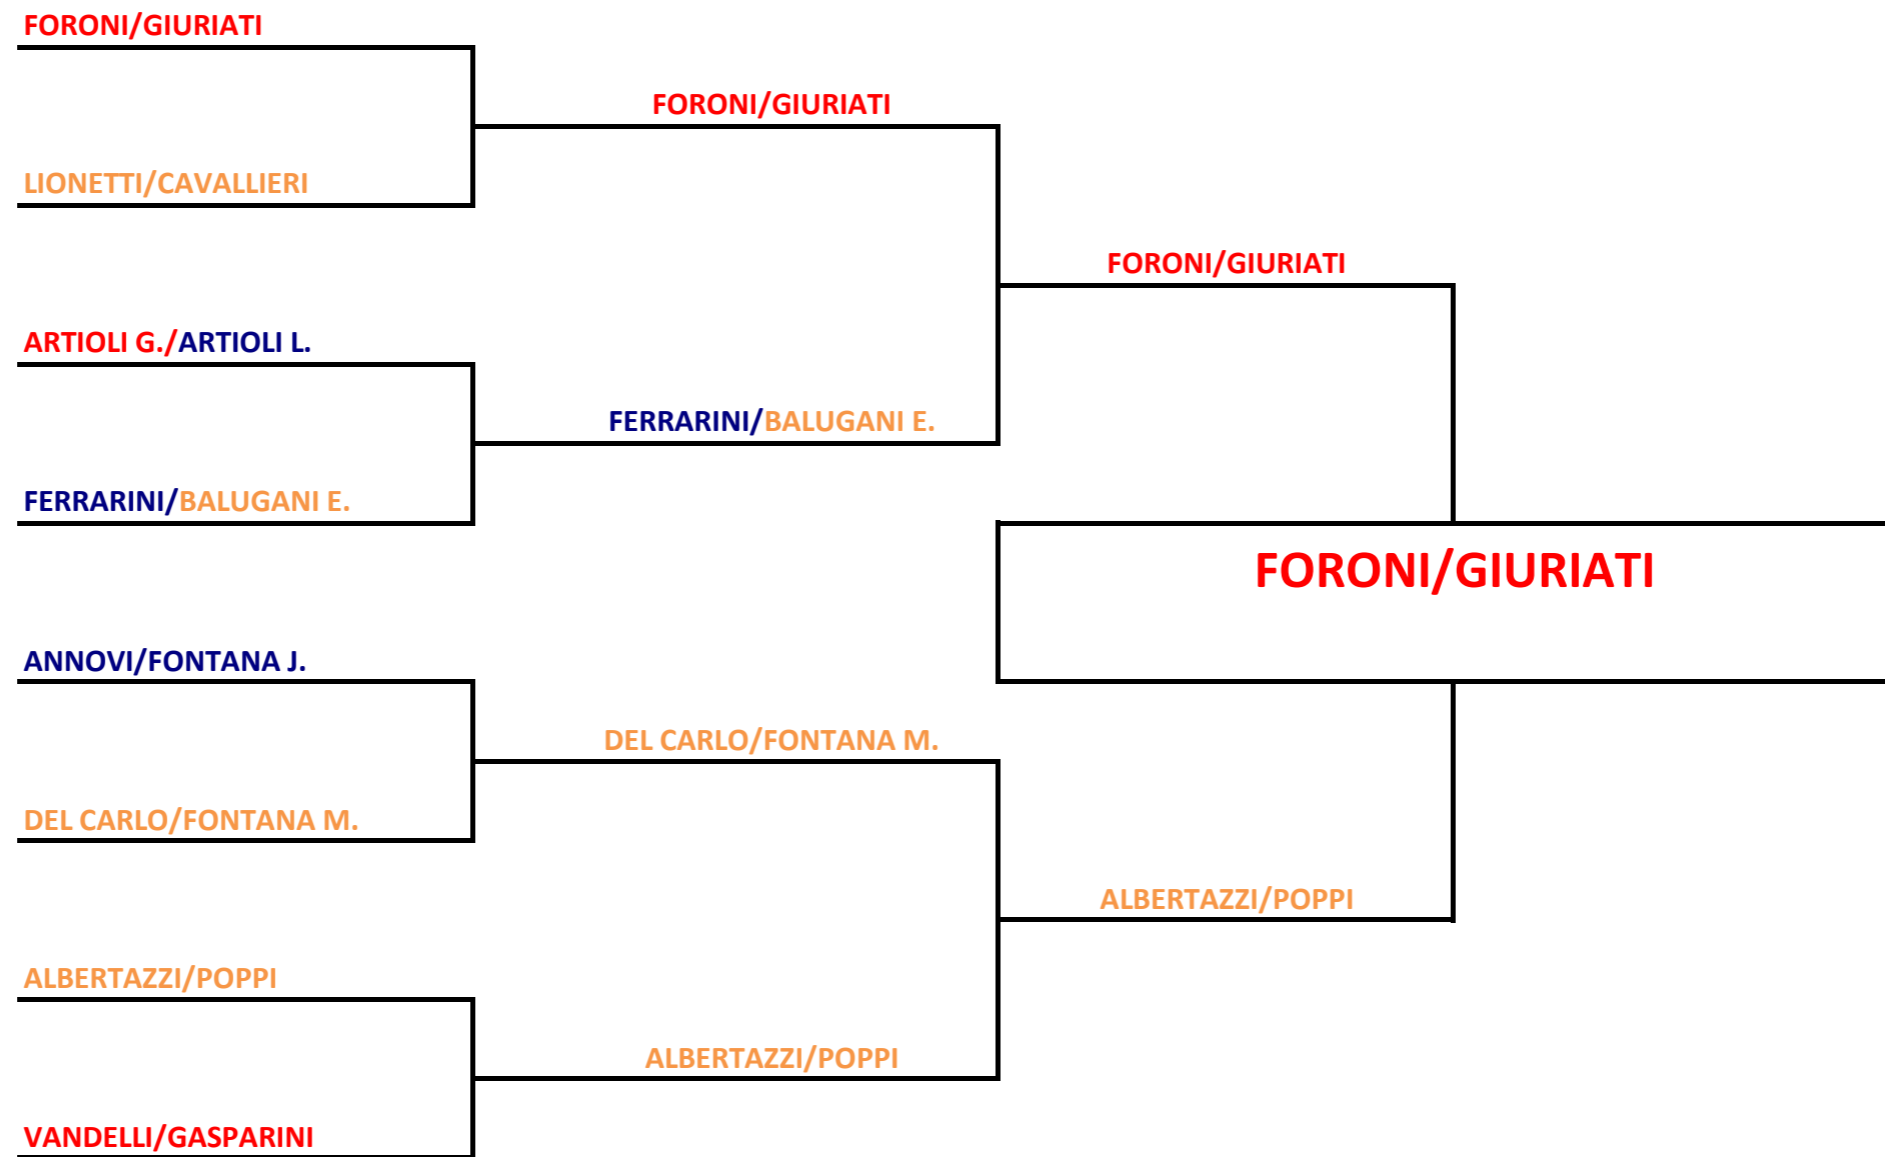 FORONI/GIURIATI
FORONI/GIURIATI
LIONETTI/CAVALLIERI
FORONI/GIURIATI
ARTIOLI G./ARTIOLI L.
FERRARINI/BALUGANI E.
FERRARINI/BALUGANI E.
FORONI/GIURIATI
ANNOVI/FONTANA J.
DEL CARLO/FONTANA M.
DEL CARLO/FONTANA M.
ALBERTAZZI/POPPI
ALBERTAZZI/POPPI
ALBERTAZZI/POPPI
VANDELLI/GASPARINI